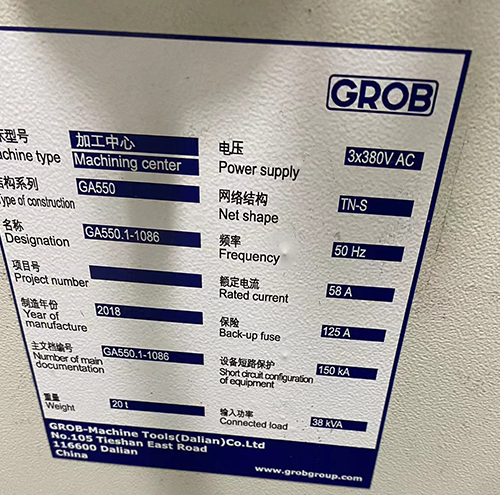 GROB
床型号
加工中心
Machine type
Machining center
结构系列
GA550
Type of construction
名称
GA550.1-1086
Designation
项目号
Project number
制造年份
2018
Year of
manufacture
主文档编号
GA550.1-1086
Number of main
documentation
重量
20 t
Weight
电压
3x380V AC
Power supply
网络结构
TN-S
Net shape
频率
50 Hz
Frequency
额定电流
58 A
Rated current
保险
125 A
Back-up fuse
设备短路保护
150 kA
Short circuit configuration
of equipment
输入功率
38 kVA
Connected load
GROB-Machine Tools(Dalian)Co.Ltd
No.105 Tieshan East Road
116600 Dalian
China
www.grobgroup.com